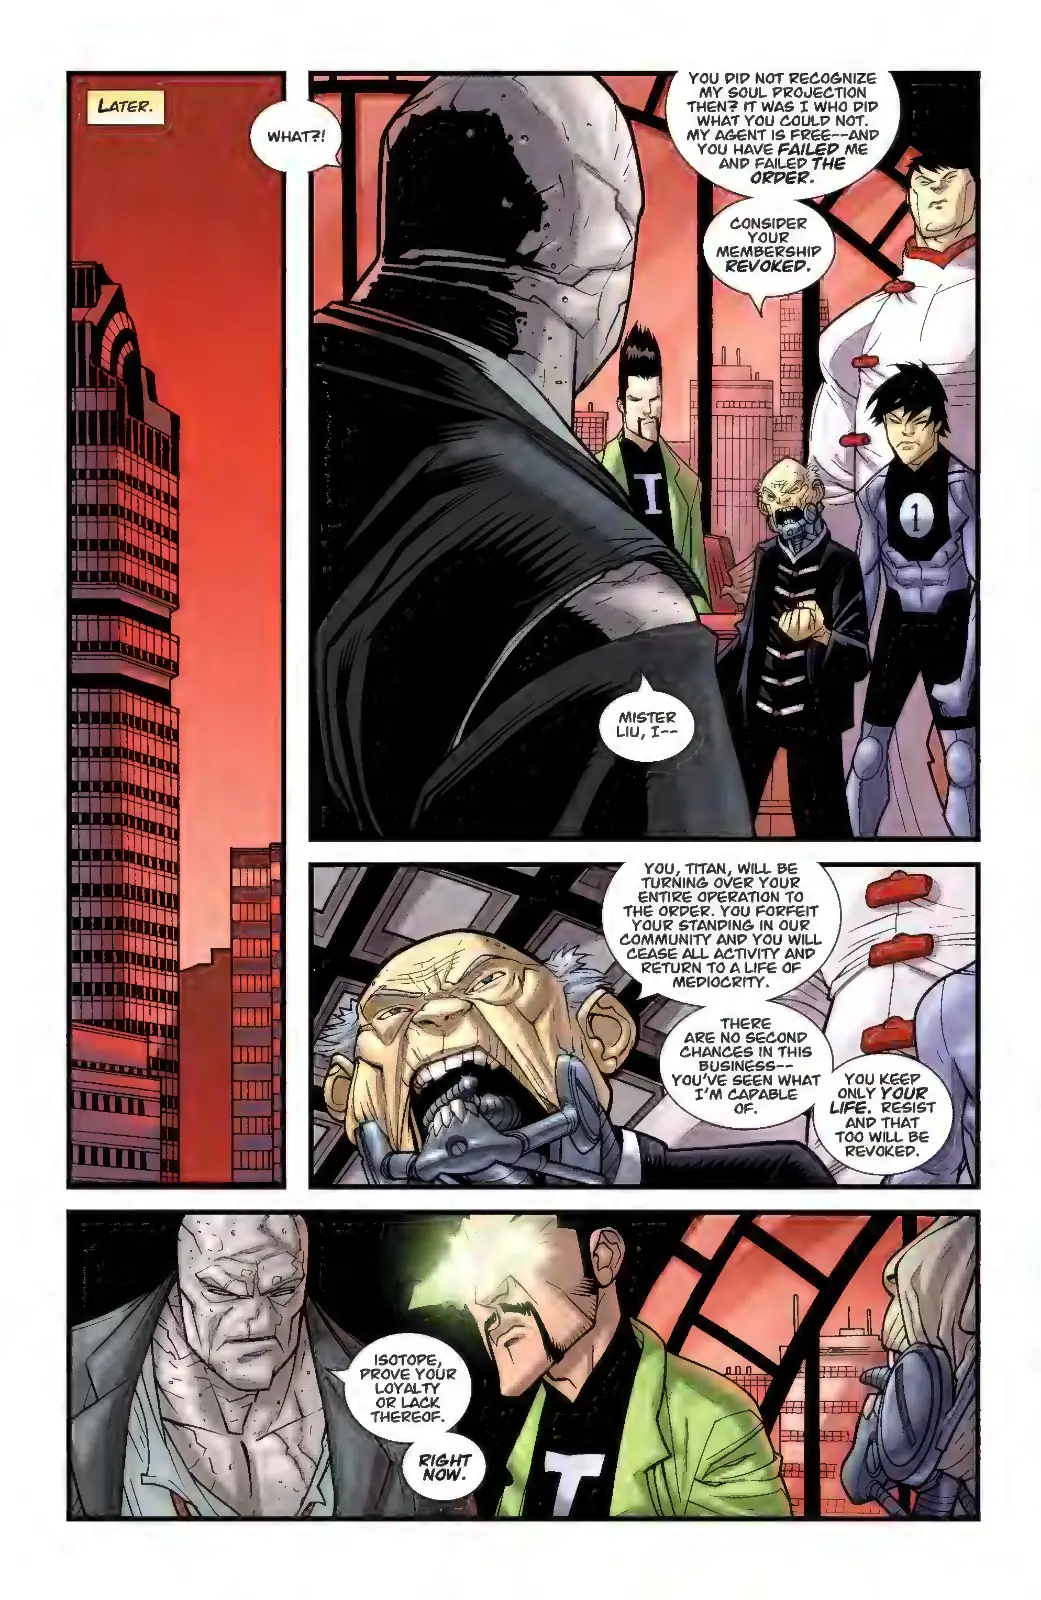 LATER.
WHAT?!
YOU DID NOT RECOGNIZE
MY SOUL PROJECTION
THEN? IT WAS I WHO DID
WHAT YOU COULD NOT.
MY AGENT IS FREE--AND
YOU HAVE FAILED ME
AND FAILED THE
ORDER.
CONSIDER
YOUR
MEMBERSHIP
REVOKED.
I
1
MISTER
LIU, I--
YOU, TITAN, WILL BE
TURNING OVER YOUR
ENTIRE OPERATION TO
THE ORDER. YOU FORFEIT
YOUR STANDING IN OUR
COMMUNITY AND YOU WILL
CEASE ALL ACTIVITY AND
RETURN TO A LIFE OF
MEDIOCRITY.
THERE
ARE NO SECOND
CHANCES IN THIS
BUSINESS--
YOU'VE SEEN WHAT
I'M CAPABLE
OF.
YOU KEEP
ONLY YOUR
LIFE. RESIST
AND THAT
TOO WILL BE
REVOKED.
ISOTOPE,
PROVE YOUR
LOYALTY
OR LACK
THEREOF.
RIGHT
NOW.
I